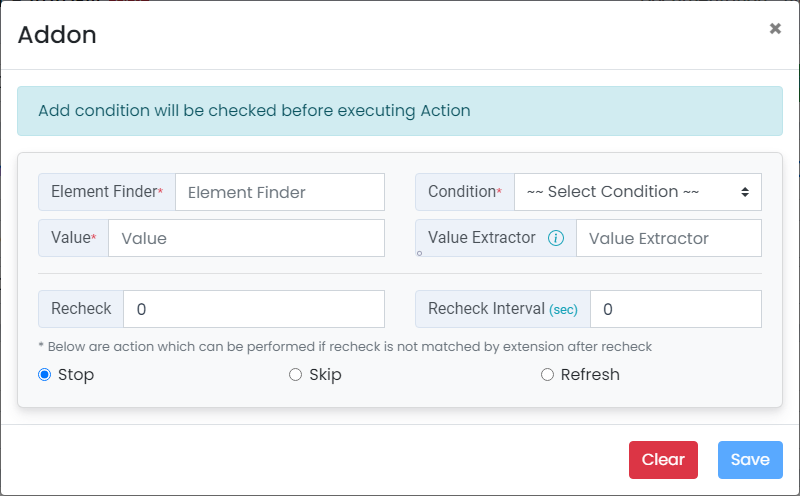 Addon
×
Add condition will be checked before executing Action
Element Finder* Element Finder Condition* ~~ Select Condition ~~
Value* Value Value Extractor i Value Extractor
Recheck 0 Recheck Interval (sec) 0
* Below are action which can be performed if recheck is not matched by extension after recheck
Stop Skip Refresh
Clear Save